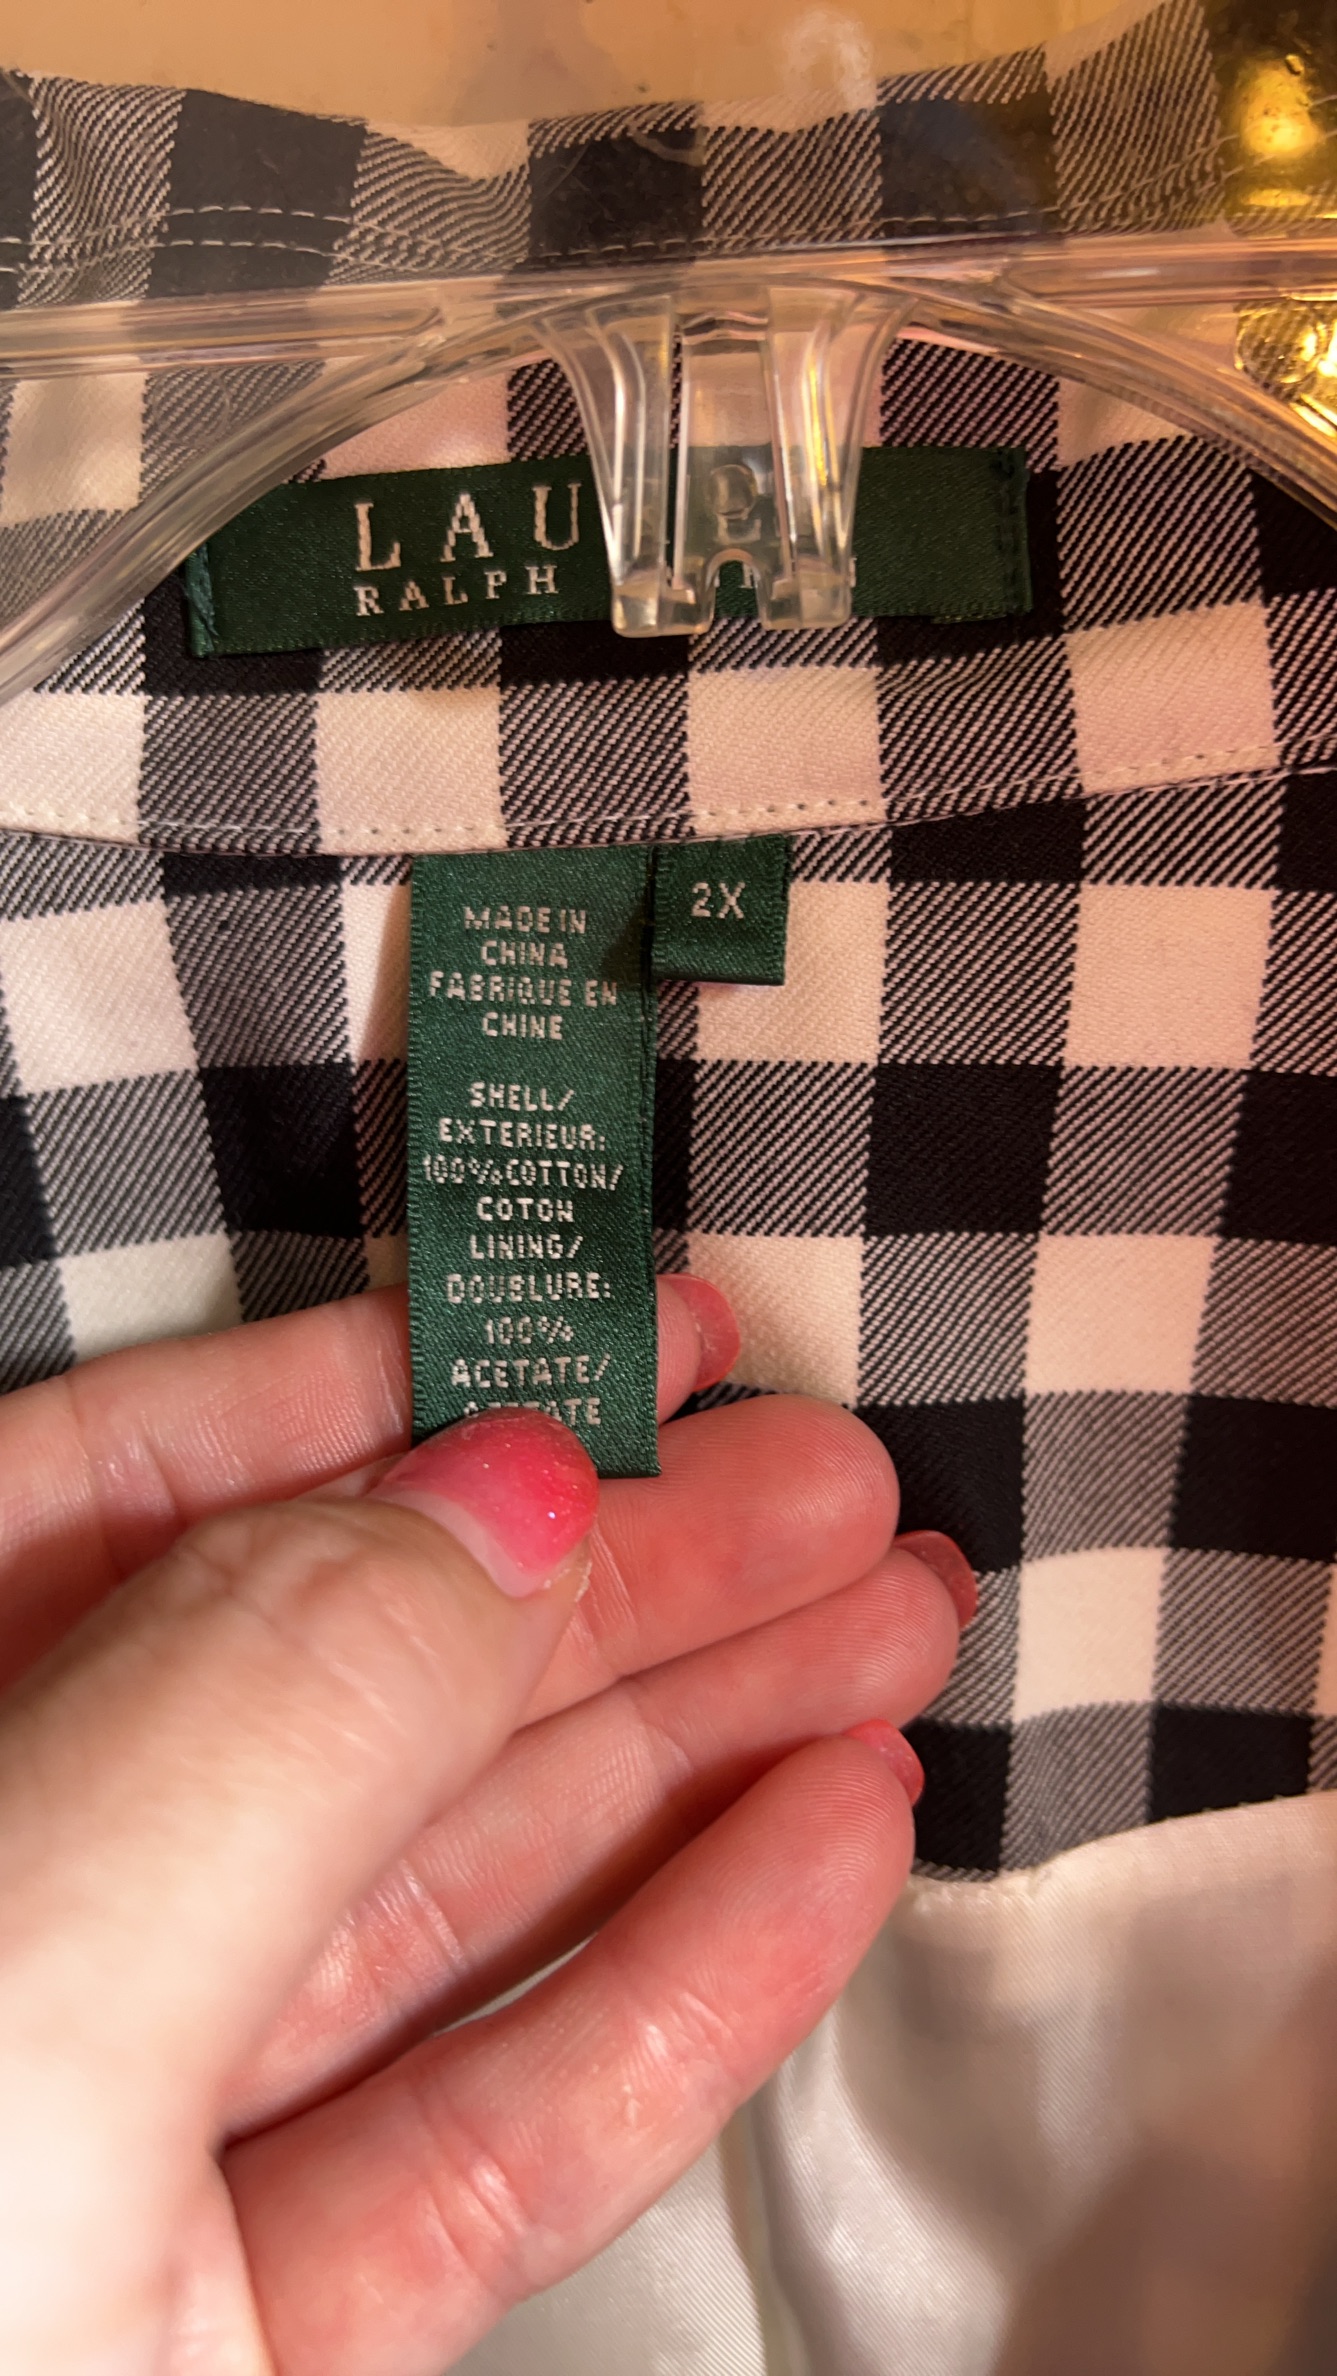 LAU
RALPH
2X
MADE IN
CHINA
FABRIQUE EN
CHINE
SHELL/
EXTERIEUR:
100%COTTON/
COTON
LINING/
DOUBLURE:
100%
ACETATE/